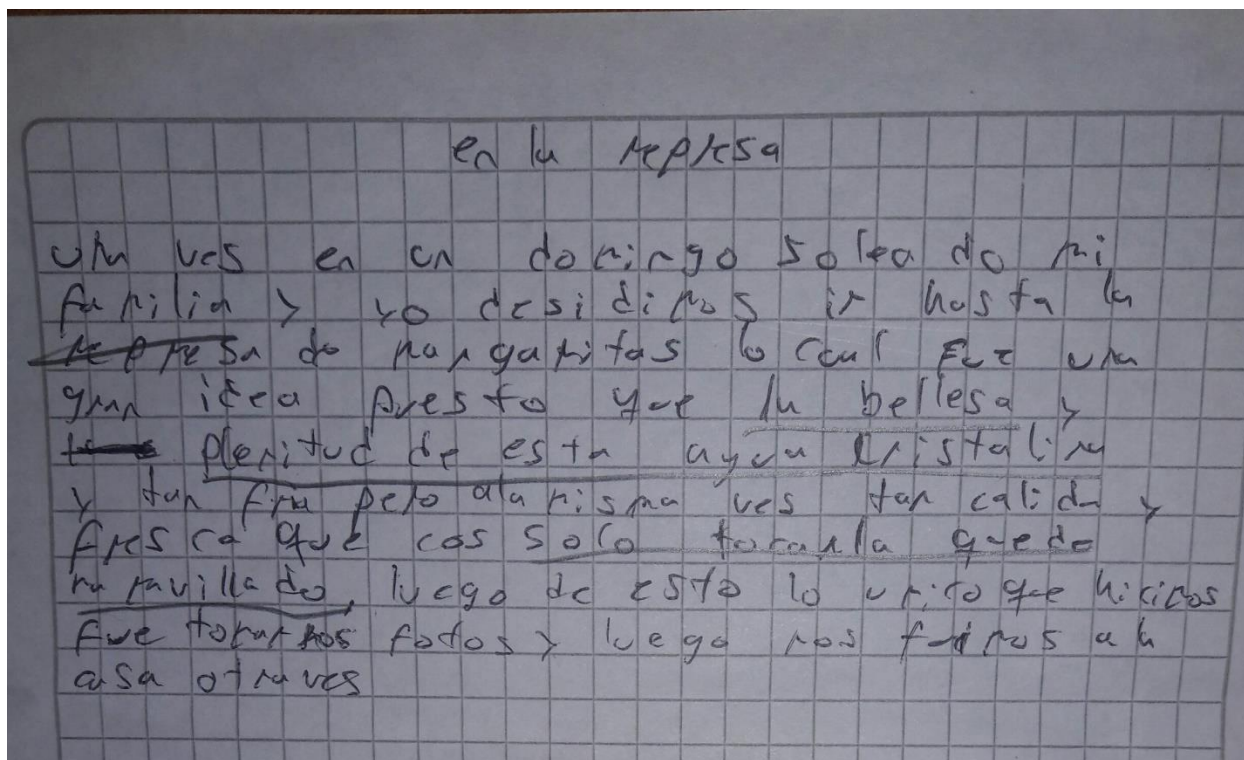 en la represa
una ves en un domingo soleado mi
familia y yo desidimos ir hasta la
represa de margaritas lo cual fue una
gran idea puesto que la bellesa y
plenitud de esta agua cristalina
y tan fria pero ala misma ves tan calida y
fresca que con solo tomarla quede
maravillado, luego de esto lo unico que hicimos
fue tomarnos fotos y luego nos fuimos a la
casa otra ves